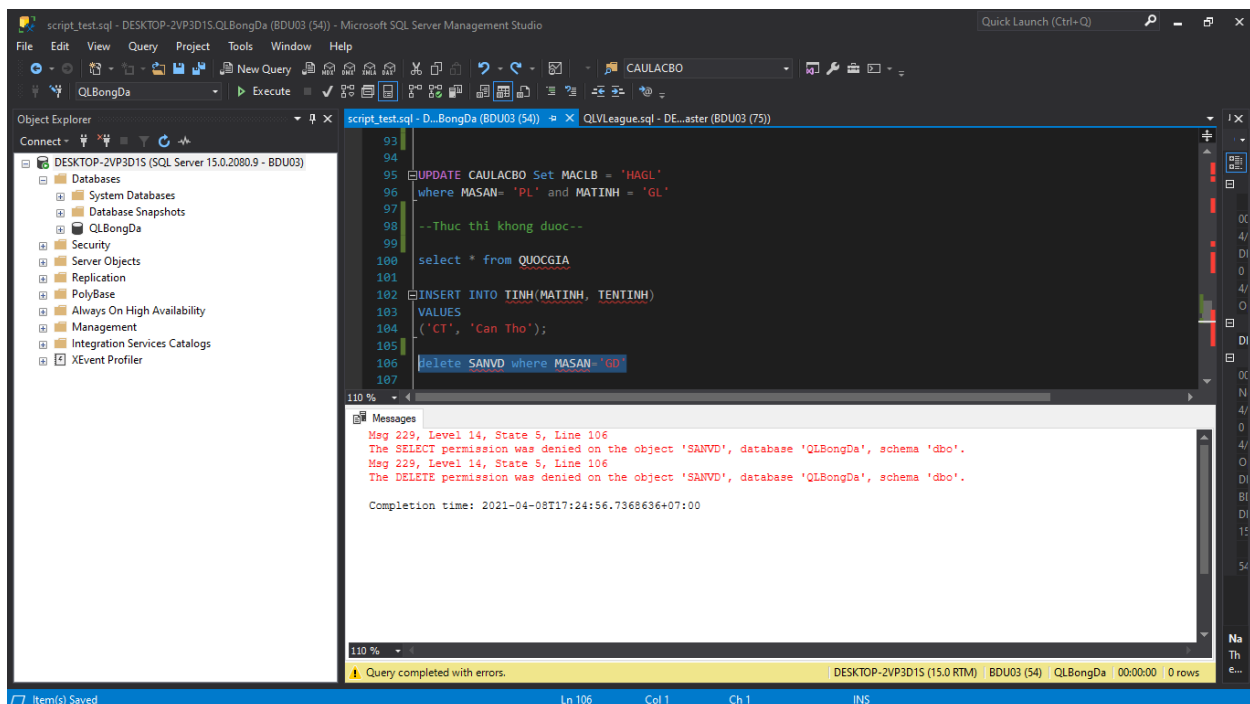 script_test.sql - DESKTOP-2VP3D1S.QLBongDa (BDU03 (54)) - Microsoft SQL Server Management Studio
Quick Launch (Ctrl+Q)
File Edit View Query Project Tools Window Help
New Query
CAULACBO
QLBongDa
Execute
Object Explorer
script_test.sql - D...BongDa (BDU03 (54))
QLVLeague.sql - DE...aster (BDU03 (75))
Connect
DESKTOP-2VP3D1S (SQL Server 15.0.2080.9 - BDU03)
Databases
System Databases
Database Snapshots
QLBongDa
Security
Server Objects
Replication
PolyBase
Always On High Availability
Management
Integration Services Catalogs
XEvent Profiler
93
94
95 UPDATE CAULACBO Set MACLB = 'HAGL'
96 where MASAN= 'PL' and MATINH = 'GL'
97
98 --Thuc thi khong duoc--
99
100 select * from QUOCGIA
101
102 INSERT INTO TINH(MATINH, TENTINH)
103 VALUES
104 ('CT', 'Can Tho');
105
106 delete SANVD where MASAN='GD'
107
110 %
Messages
Msg 229, Level 14, State 5, Line 106
The SELECT permission was denied on the object 'SANVD', database 'QLBongDa', schema 'dbo'.
Msg 229, Level 14, State 5, Line 106
The DELETE permission was denied on the object 'SANVD', database 'QLBongDa', schema 'dbo'.
Completion time: 2021-04-08T17:24:56.7368636+07:00
110 %
Query completed with errors.
DESKTOP-2VP3D1S (15.0 RTM)
BDU03 (54)
QLBongDa
00:00:00
0 rows
Na
Th
e...
Item(s) Saved
Ln 106
Col 1
Ch 1
INS